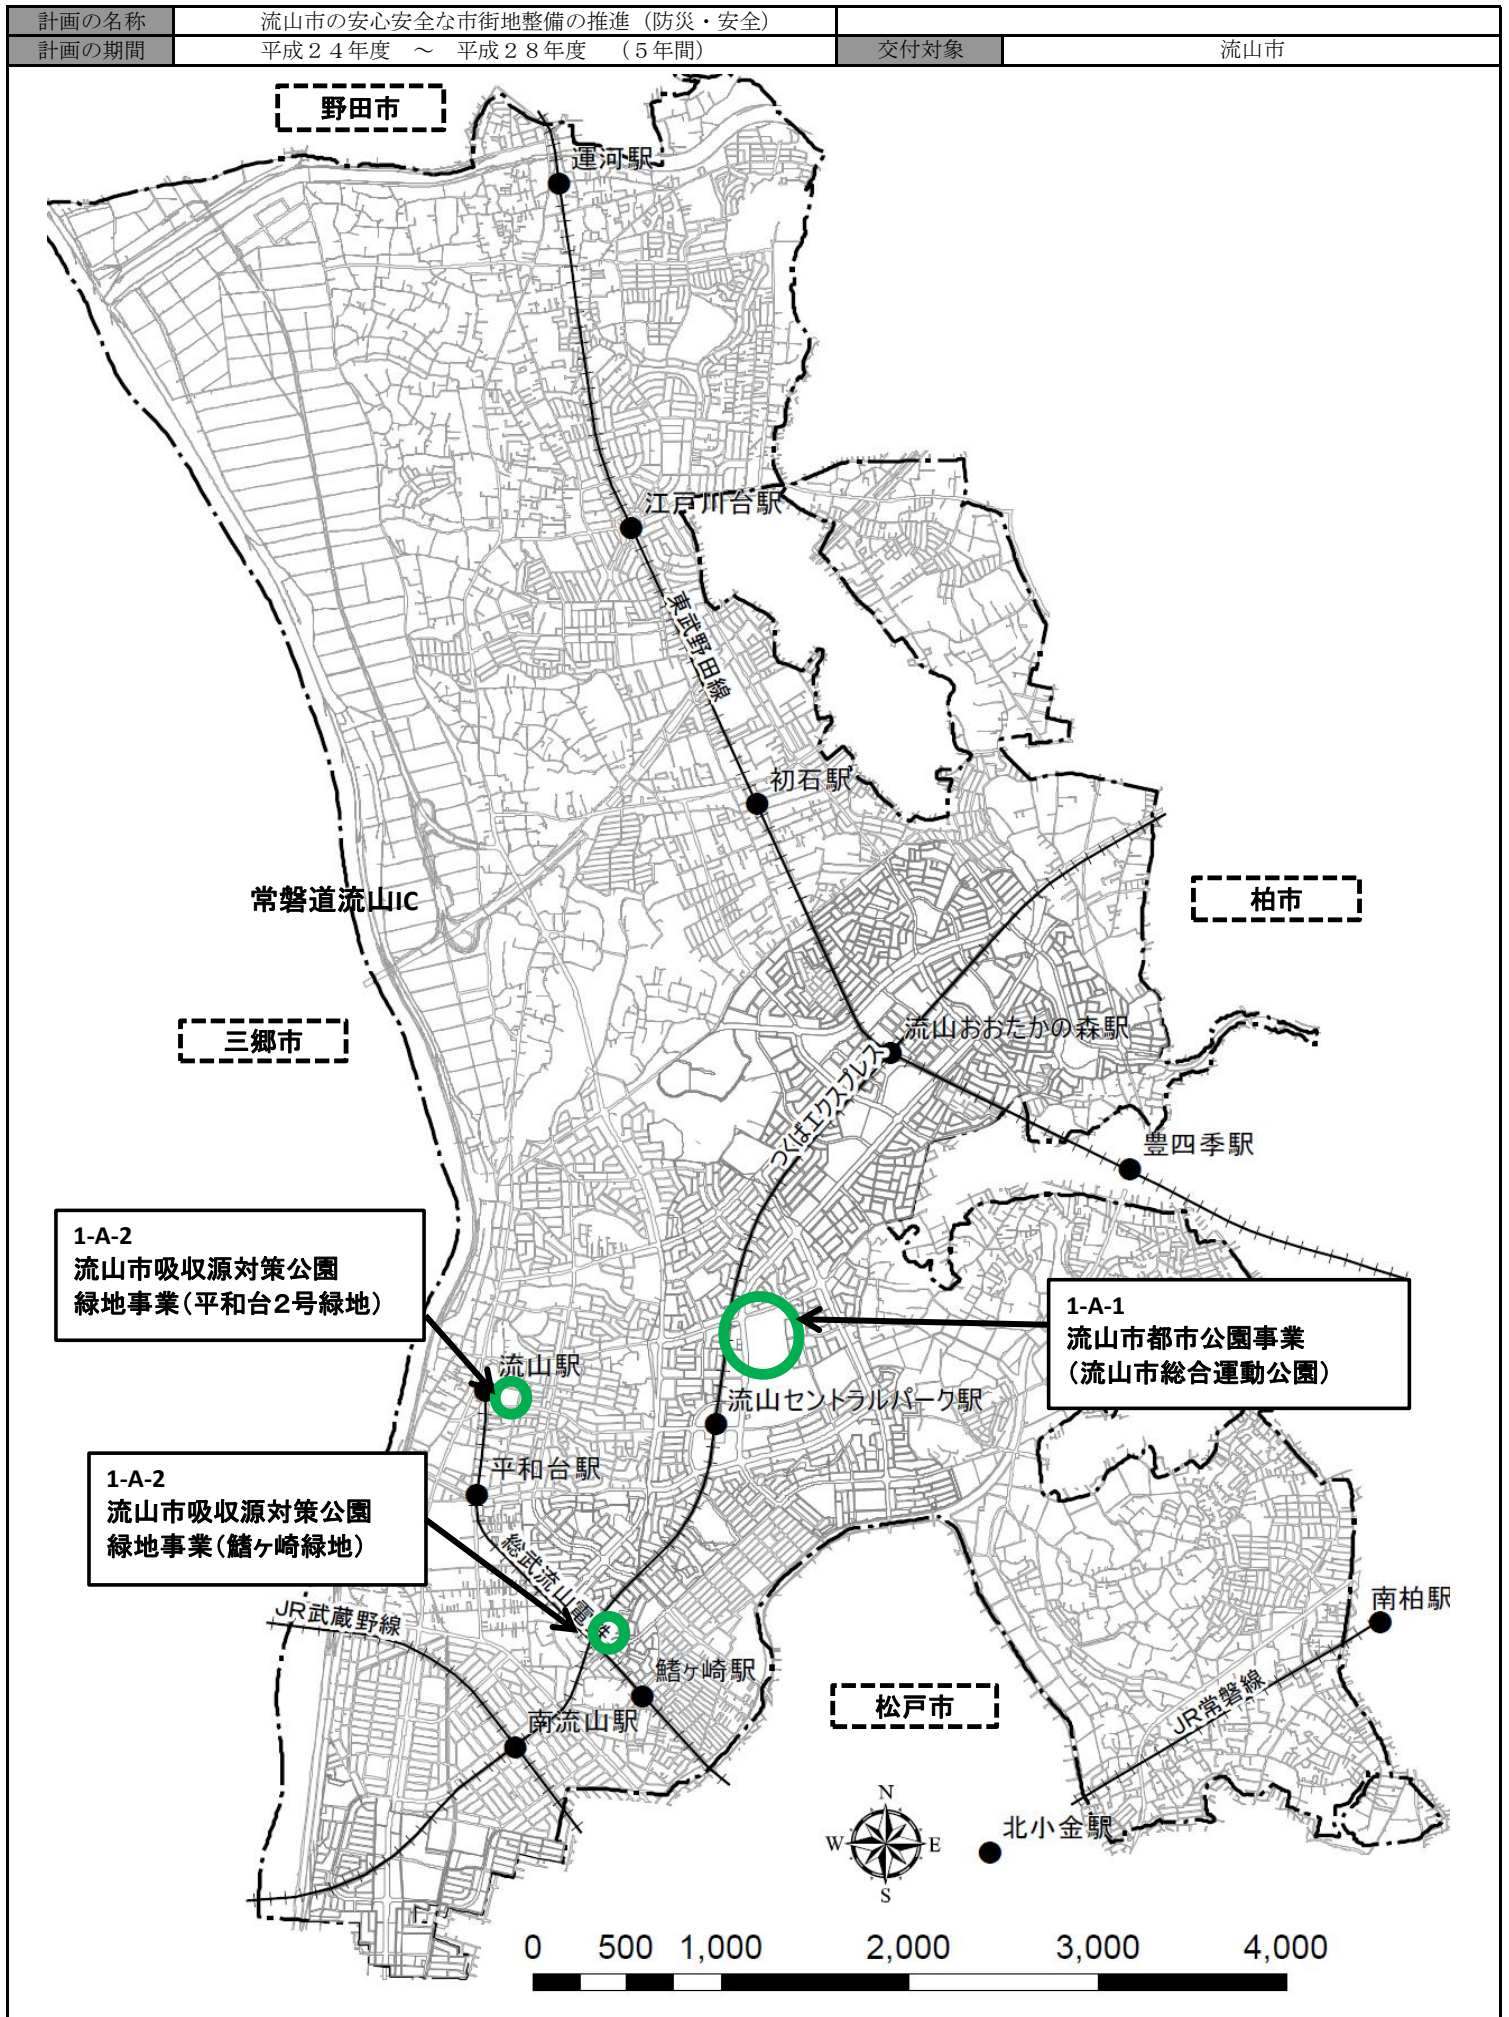 計画の名称 流山市の安心安全な市街地整備の推進（防災・安全）
計画の期間 平成２４年度 ～ 平成２８年度 （５年間） 交付対象 流山市
野田市
運河駅
江戸川台駅
東武野田線
初石駅
常磐道流山IC
柏市
三郷市
流山おおたかの森駅
つくばエクスプレス
豊四季駅
1-A-2
流山市吸収源対策公園
緑地事業（平和台2号緑地）
1-A-1
流山市都市公園事業
（流山市総合運動公園）
流山駅
流山セントラルパーク駅
平和台駅
1-A-2
流山市吸収源対策公園
緑地事業（鰭ヶ崎緑地）
総武流山電
JR武蔵野線
南柏駅
鰭ヶ崎駅
松戸市
JR常磐線
南流山駅
北小金駅
N
W E
S
0 500 1,000 2,000 3,000 4,000